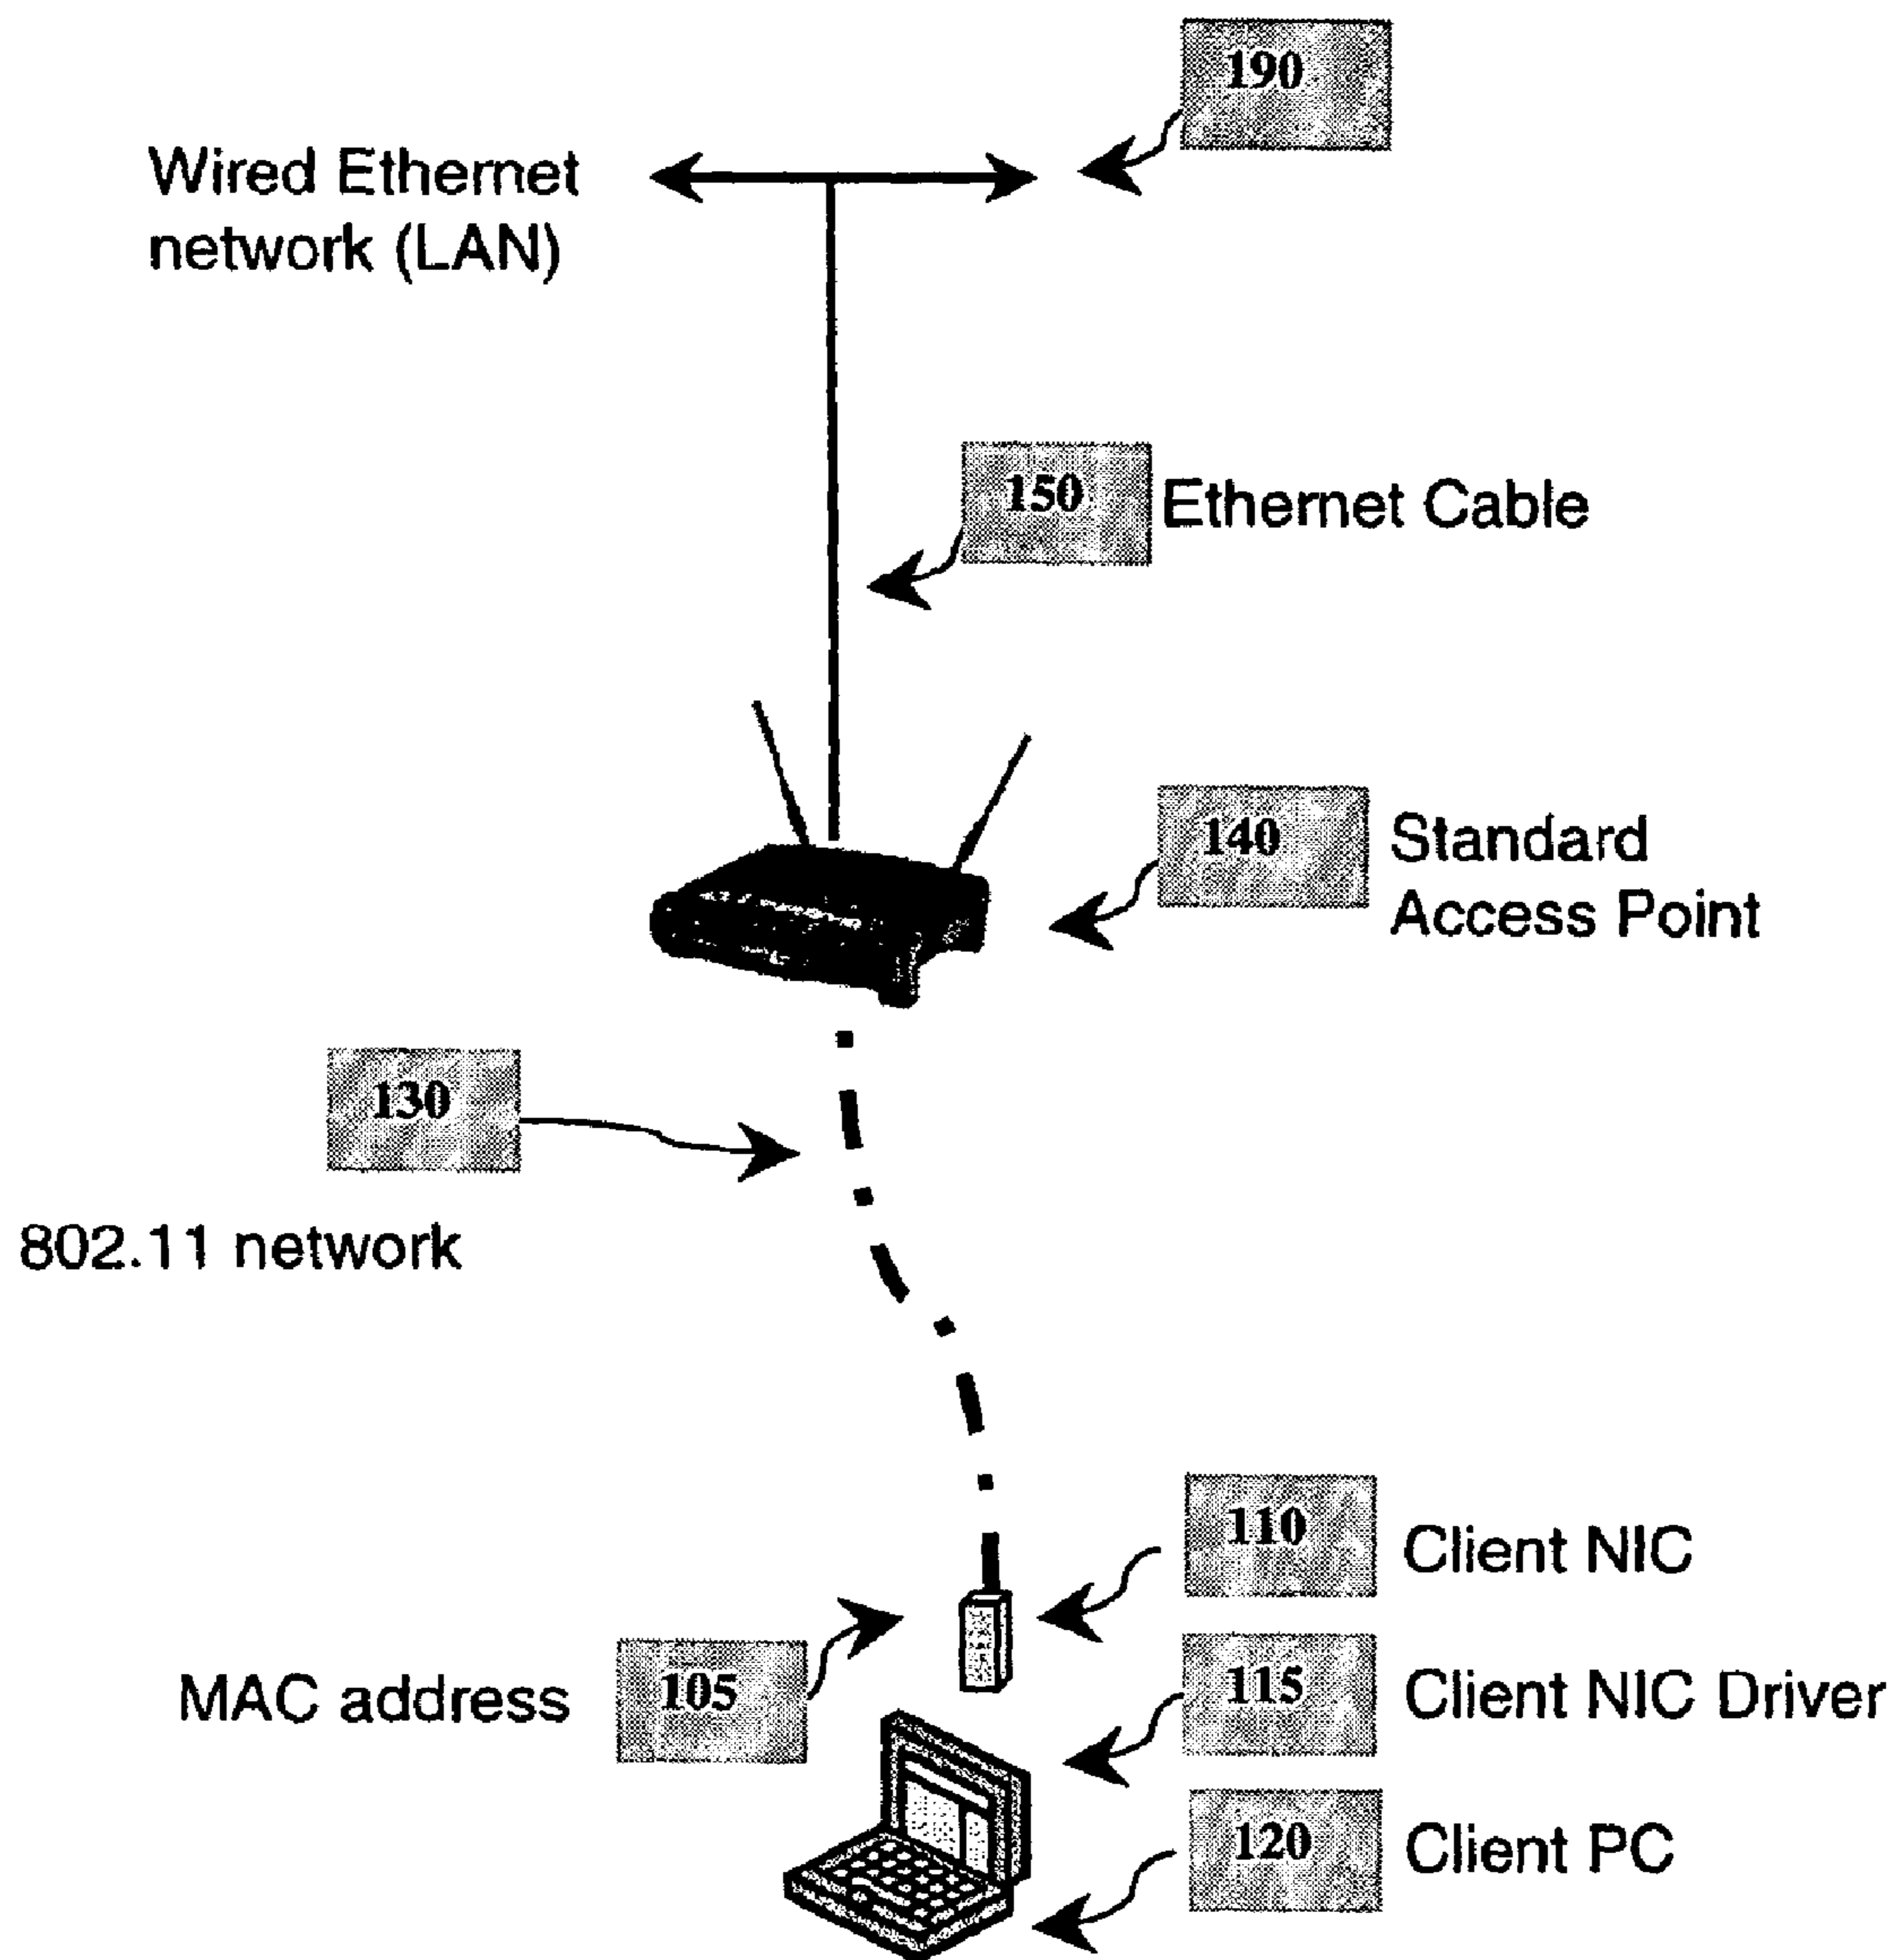 190
Wired Ethernet
network (LAN)
150 Ethernet Cable
140 Standard
Access Point
130
802.11 network
110 Client NIC
MAC address 105
115 Client NIC Driver
120 Client PC